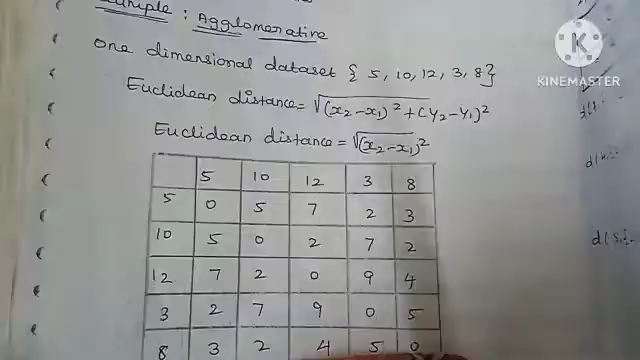 Example : Agglomerative
One dimensional dataset { 5, 10, 12, 3, 8}
Euclidean distance = √(x₂-x₁)² + (y₂-y₁)²
Euclidean distance = √(x₂-x₁)²
5 10 12 3 8
5 0 5 7 2 3
10 5 0 2 7 2
12 7 2 0 9 4
3 2 7 9 0 5
8 3 2 4 5 0
KINEMASTER